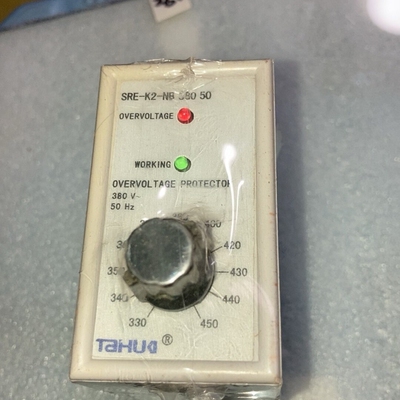 SRE-K2-NB 380 50
OVERVOLTAGE
WORKING
OVERVOLTAGE PROTECTOR
380 V~
50 Hz
400
420
430
340
440
330
450
TAHUA ®